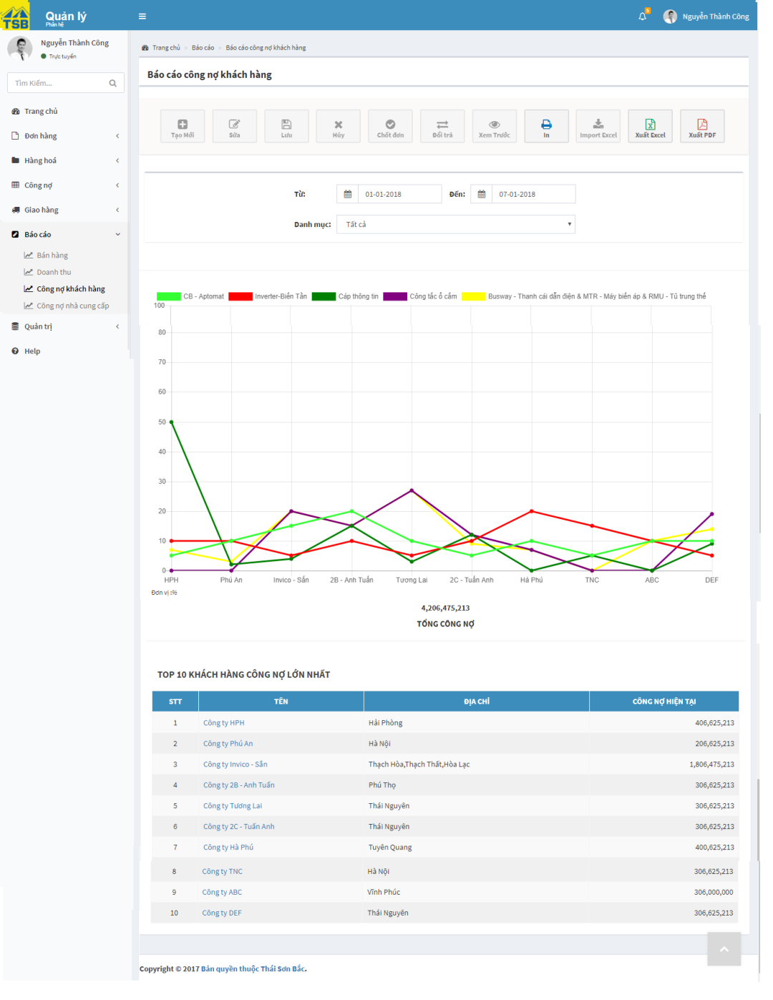 TSB
Quản lý
Phân hệ
5
Nguyễn Thành Công
Nguyễn Thành Công
Trực tuyến
Tìm Kiếm...
Trang chủ
Đơn hàng
Hàng hoá
Công nợ
Giao hàng
Báo cáo
Bán hàng
Doanh thu
Công nợ khách hàng
Công nợ nhà cung cấp
Quản trị
Help
Trang chủ > Báo cáo > Báo cáo công nợ khách hàng
Báo cáo công nợ khách hàng
Tạo Mới Sửa Lưu Hủy Chốt đơn Đổi trả Xem Trước In Import Excel Xuất Excel Xuất PDF
Từ: 01-01-2018 Đến: 07-01-2018
Danh mục: Tất cả
CB - Aptomat Inverter-Biến Tần Cáp thông tin Công tắc ổ cắm Busway - Thanh cái dẫn điện & MTR - Máy biến áp & RMU - Tủ trung thế
100
80
70
60
50
40
30
20
10
0
HPH Phú An Invico - Sắn 2B - Anh Tuấn Tương Lai 2C - Tuấn Anh Hà Phú TNC ABC DEF
Đơn vị :%
4,206,475,213
TỔNG CÔNG NỢ
TOP 10 KHÁCH HÀNG CÔNG NỢ LỚN NHẤT
STT TÊN ĐỊA CHỈ CÔNG NỢ HIỆN TẠI
1 Công ty HPH Hải Phòng 406,625,213
2 Công ty Phú An Hà Nội 206,625,213
3 Công ty Invico - Sắn Thạch Hòa,Thạch Thất,Hòa Lạc 1,806,475,213
4 Công ty 2B - Anh Tuấn Phú Thọ 306,625,213
5 Công ty Tương Lai Thái Nguyên 306,625,213
6 Công ty 2C - Tuấn Anh Thái Nguyên 306,625,213
7 Công ty Hà Phú Tuyên Quang 400,625,213
8 Công ty TNC Hà Nội 306,625,213
9 Công ty ABC Vĩnh Phúc 306,000,000
10 Công ty DEF Thái Nguyên 306,625,213
Copyright © 2017 Bản quyền thuộc Thái Sơn Bắc.